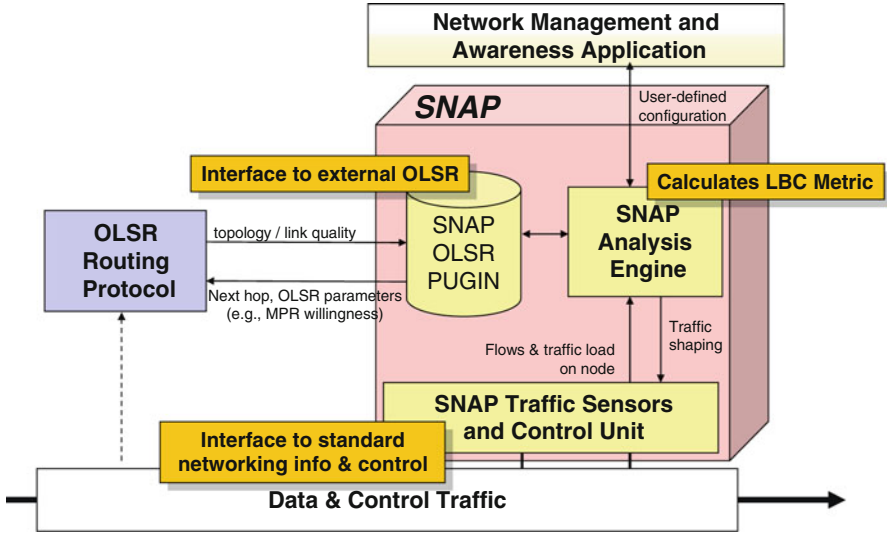 Network Management and
Awareness Application
SNAP
User-defined
configuration
Interface to external OLSR
Calculates LBC Metric
OLSR
Routing
Protocol
topology / link quality
SNAP
OLSR
PUGIN
SNAP
Analysis
Engine
Next hop, OLSR parameters
(e.g., MPR willingness)
Flows & traffic load
on node
Traffic
shaping
SNAP Traffic Sensors
and Control Unit
Interface to standard
networking info & control
Data & Control Traffic